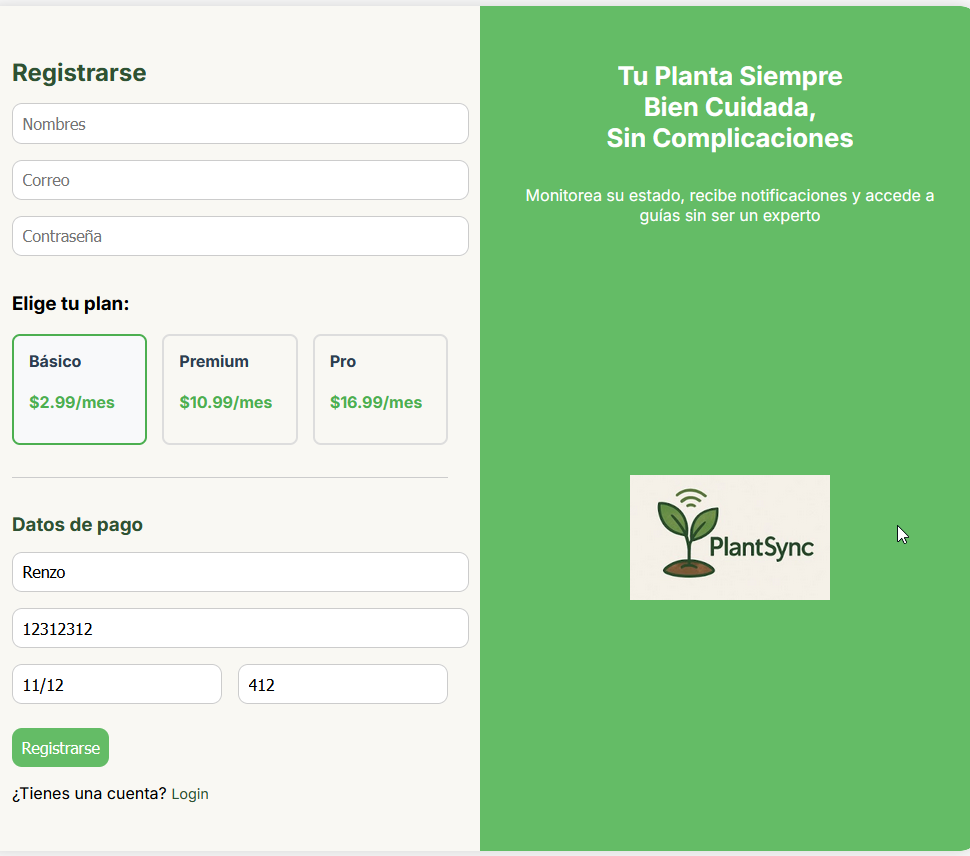 Registrarse
Nombres
Correo
Contraseña
Elige tu plan:
Básico
$2.99/mes
Premium
$10.99/mes
Pro
$16.99/mes
Datos de pago
Renzo
12312312
11/12
412
Registrarse
¿Tienes una cuenta? Login
Tu Planta Siempre
Bien Cuidada,
Sin Complicaciones
Monitorea su estado, recibe notificaciones y accede a
guías sin ser un experto
PlantSync